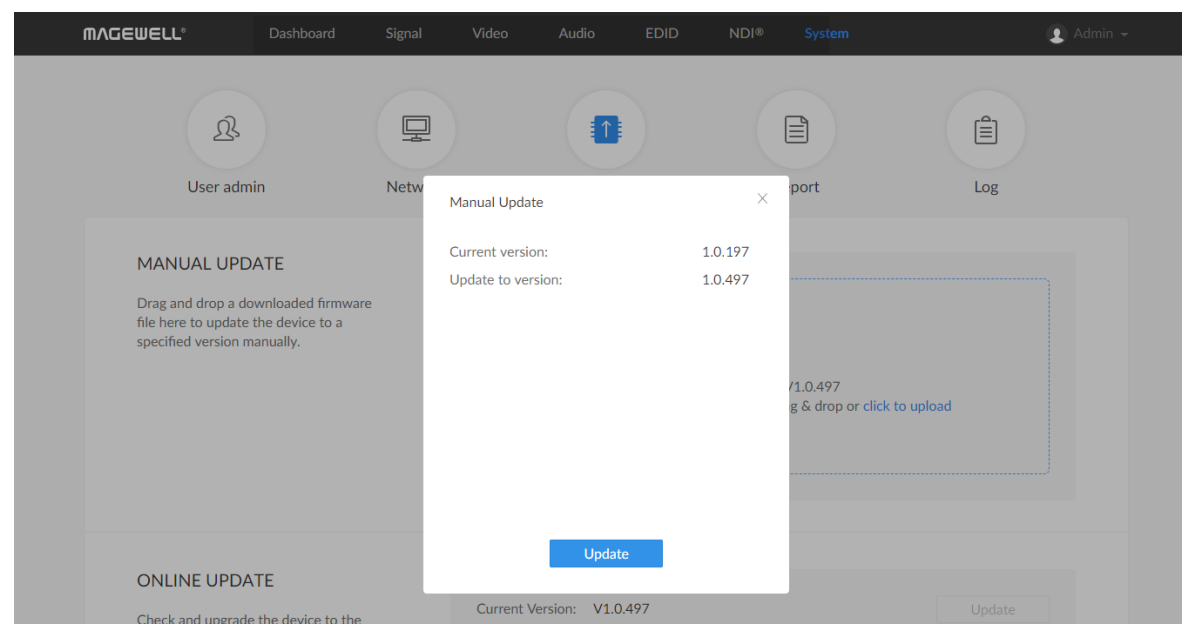 MAGEWELL®
Dashboard Signal Video Audio EDID NDI® System Admin
User admin Netw port Log
Manual Update
Current version: 1.0.197
Update to version: 1.0.497
Update
MANUAL UPDATE
Drag and drop a downloaded firmware
file here to update the device to a
specified version manually.
1.0.497
g & drop or click to upload
ONLINE UPDATE
Check and upgrade the device to the
Current Version: V1.0.497
Update